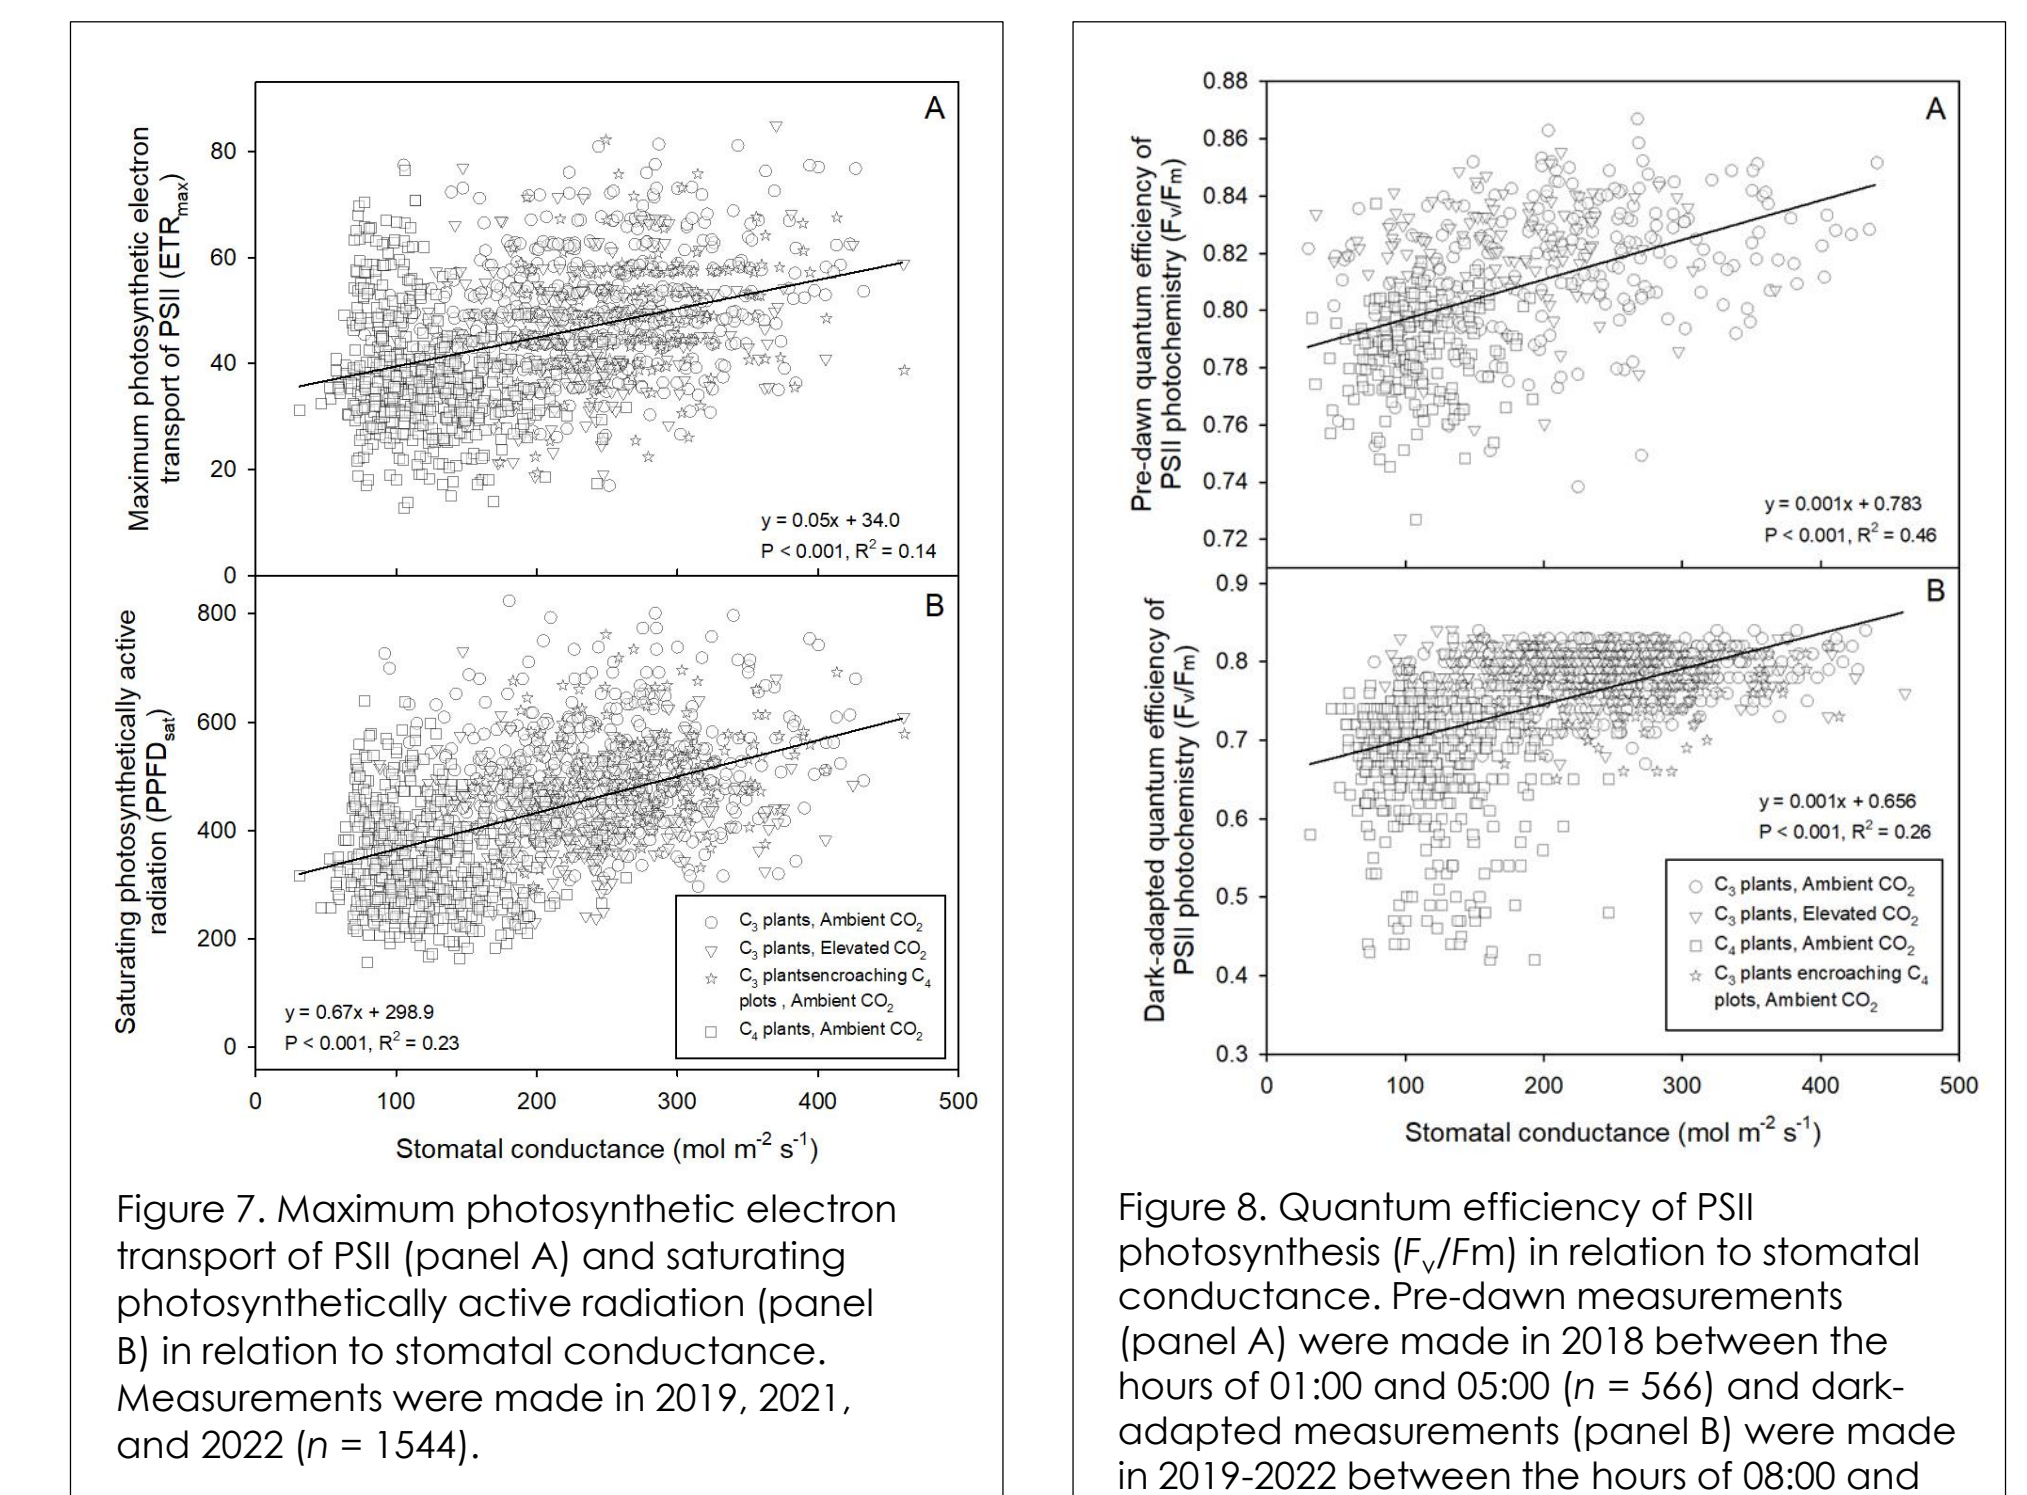 A
Maximum photosynthetic electron
transport of PSII (ETRmax)
80
60
40
20
0
y = 0.05x + 34.0
P < 0.001, R² = 0.14
B
Saturating photosynthetically active
radiation (PPFDsat)
800
600
400
200
0
y = 0.67x + 298.9
P < 0.001, R² = 0.23
C₃ plants, Ambient CO₂
C₃ plants, Elevated CO₂
C₃ plantsencroaching C₄
plots , Ambient CO₂
C₄ plants, Ambient CO₂
0 100 200 300 400 500
Stomatal conductance (mol m⁻² s⁻¹)
Figure 7. Maximum photosynthetic electron
transport of PSII (panel A) and saturating
photosynthetically active radiation (panel
B) in relation to stomatal conductance.
Measurements were made in 2019, 2021,
and 2022 (n = 1544).
A
Pre-dawn quantum efficiency of
PSII photochemistry (Fv/Fm)
0.88
0.86
0.84
0.82
0.80
0.78
0.76
0.74
0.72
y = 0.001x + 0.783
P < 0.001, R² = 0.46
B
Dark-adapted quantum efficiency of
PSII photochemistry (Fv/Fm)
0.9
0.8
0.7
0.6
0.5
0.4
0.3
y = 0.001x + 0.656
P < 0.001, R² = 0.26
C₃ plants, Ambient CO₂
C₃ plants, Elevated CO₂
C₄ plants, Ambient CO₂
C₃ plants encroaching C₄
plots, Ambient CO₂
0 100 200 300 400 500
Stomatal conductance (mol m⁻² s⁻¹)
Figure 8. Quantum efficiency of PSII
photosynthesis (Fv/Fm) in relation to stomatal
conductance. Pre-dawn measurements
(panel A) were made in 2018 between the
hours of 01:00 and 05:00 (n = 566) and dark-
adapted measurements (panel B) were made
in 2019-2022 between the hours of 08:00 and